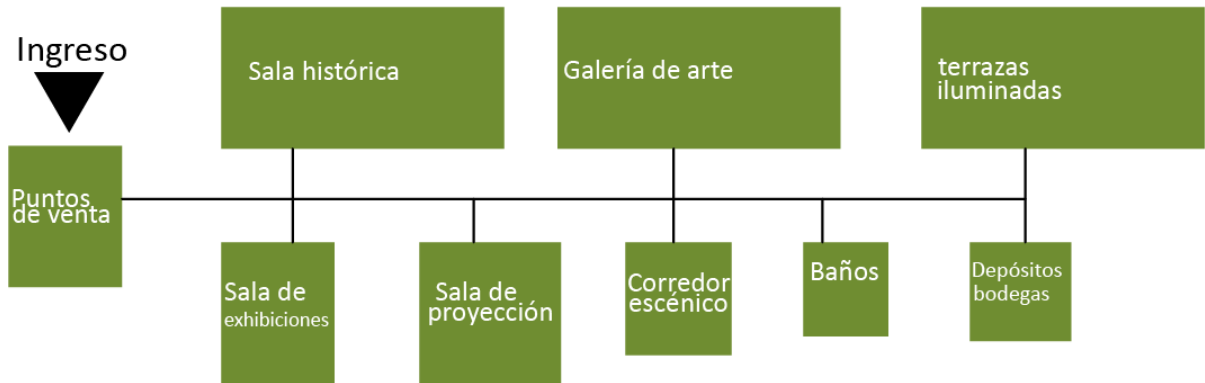 Ingreso
Sala histórica
Galería de arte
terrazas
iluminadas
Puntos
de venta
Sala de
exhibiciones
Sala de
proyección
Corredor
escénico
Baños
Depósitos
bodegas